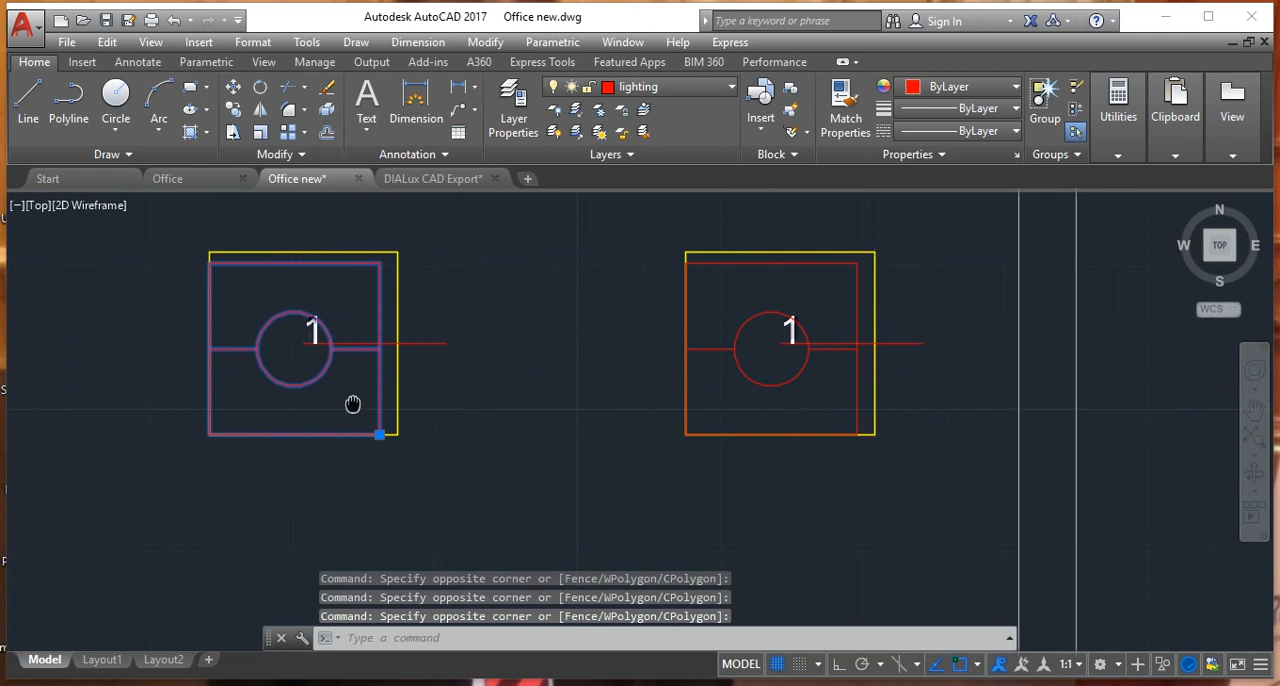 Autodesk AutoCAD 2017 Office new.dwg
Type a keyword or phrase
Sign In
File Edit View Insert Format Tools Draw Dimension Modify Parametric Window Help Express
Home Insert Annotate Parametric View Manage Output Add-ins A360 Express Tools Featured Apps BIM 360 Performance
lighting
ByLayer
ByLayer
ByLayer
Line Polyline Circle Arc
Text Dimension
Layer Properties
Insert
Match Properties
Group
Utilities
Clipboard
View
Draw Modify Annotation Layers Block Properties Groups
Start Office Office new* DIALux CAD Export*
[−][Top][2D Wireframe]
N
W TOP E
S
WCS
1 1
Command: Specify opposite corner or [Fence/WPolygon/CPolygon]:
Command: Specify opposite corner or [Fence/WPolygon/CPolygon]:
Command: Specify opposite corner or [Fence/WPolygon/CPolygon]:
Type a command
Model Layout1 Layout2 +
MODEL 1:1